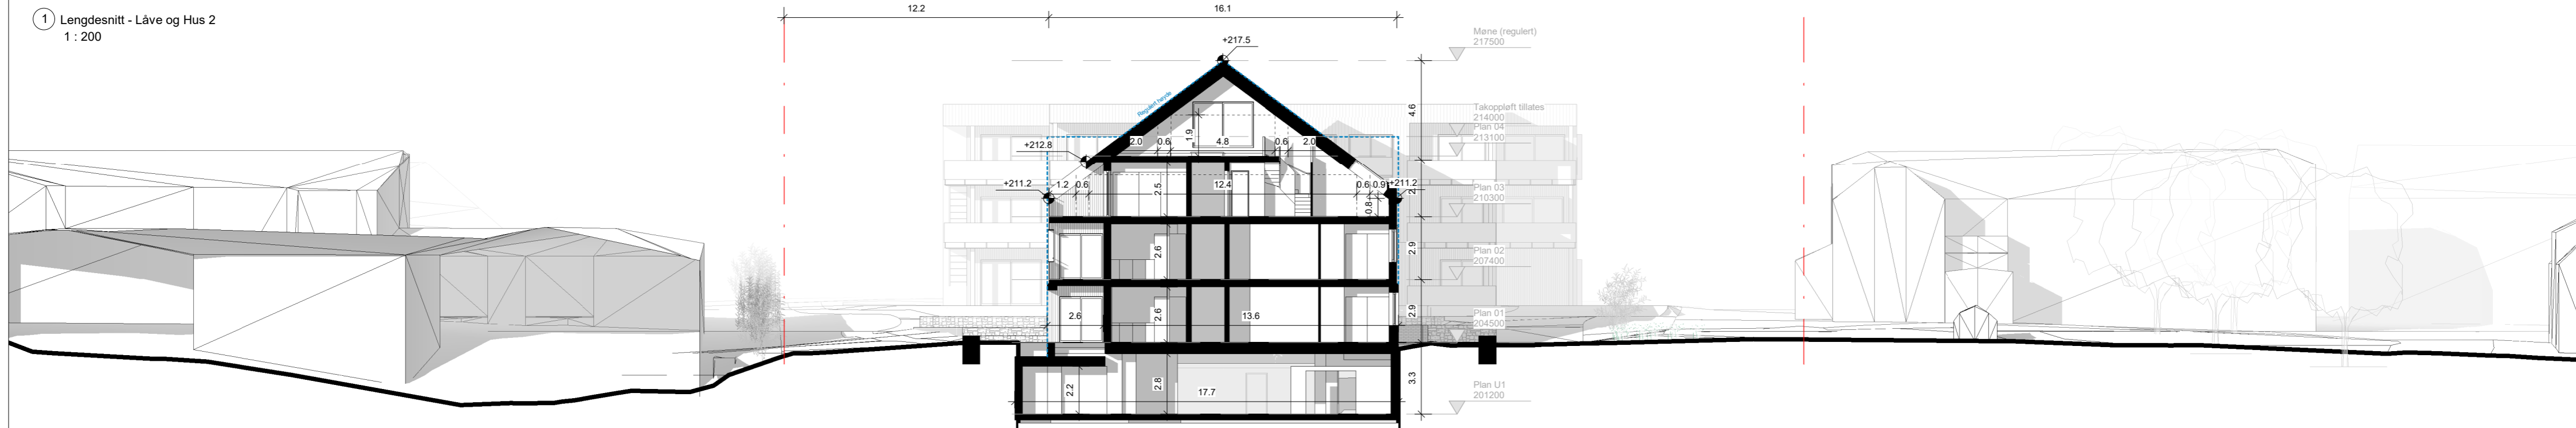 1 Lengdesnitt - Låve og Hus 2
1 : 200
12.2
16.1
+217.5
Møne (regulert)
217500
Regulert høyde
4.6
Takoppløft tillates
214000
Plan 04
213100
+212.8
2.0 0.6 1.9 4.8 0.6 2.0
+211.2 1.2 0.6 2.5 12.4 0.6 0.9 +211.2
0.8
Plan 03
210300
2.6
2.9
Plan 02
207400
2.6 2.6 13.6
2.9
Plan 01
204500
2.2 2.8 17.7
3.3
Plan U1
201200